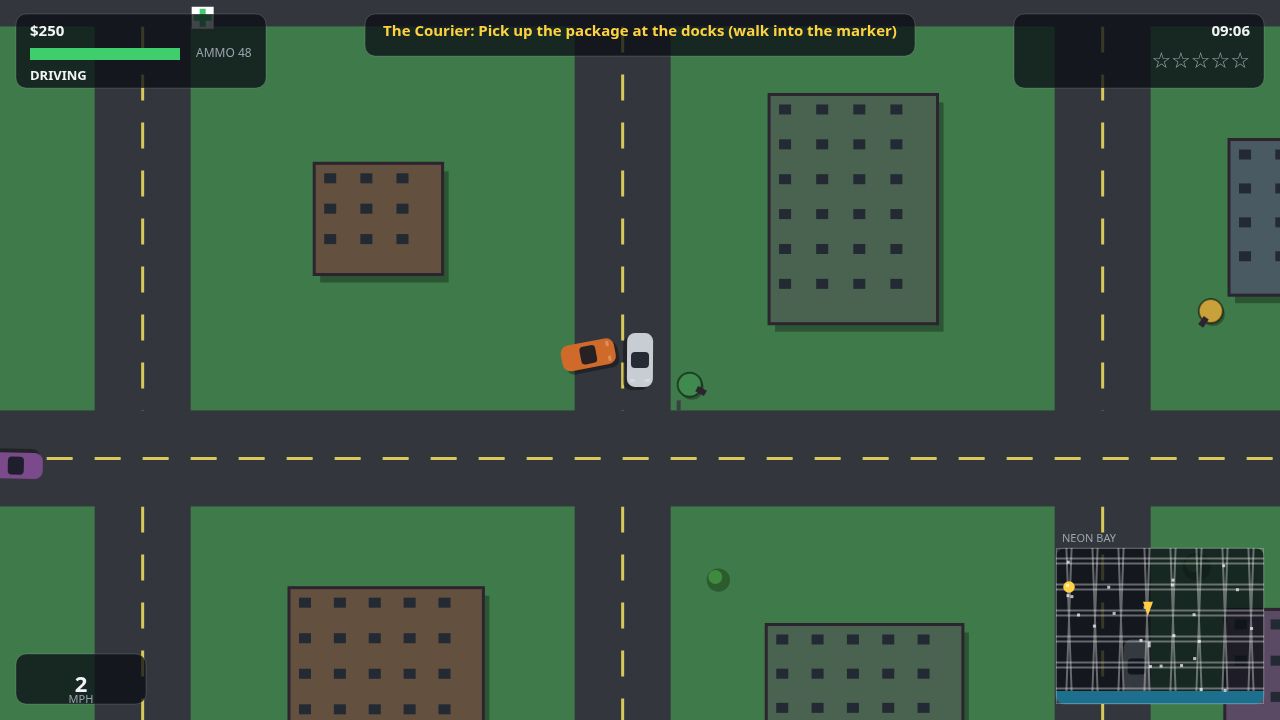 $250
AMMO 48
DRIVING
The Courier: Pick up the package at the docks (walk into the marker)
09:06
☆☆☆☆☆
NEON BAY
2
MPH